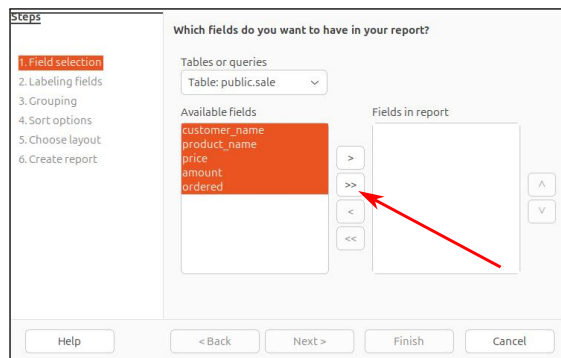 Steps
Which fields do you want to have in your report?
1. Field selection
2. Labeling fields
3. Grouping
4. Sort options
5. Choose layout
6. Create report
Tables or queries
Table: public.sale
Available fields
Fields in report
customer_name
product_name
price
amount
ordered
>
>>
<
<<
Help
< Back
Next >
Finish
Cancel